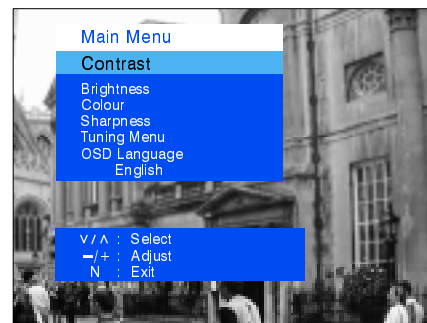 Main Menu
Contrast
Brightness
Colour
Sharpness
Tuning Menu
OSD Language
English
∨/∧ : Select
−/+ : Adjust
N : Exit